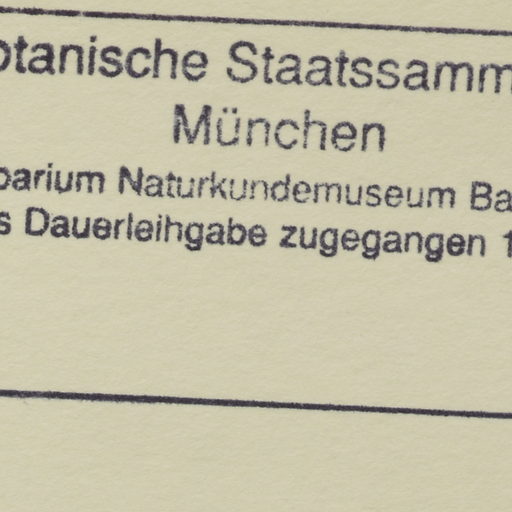 otanische Staatssamm
München
barium Naturkundemuseum Ba
s Dauerleihgabe zugegangen 1